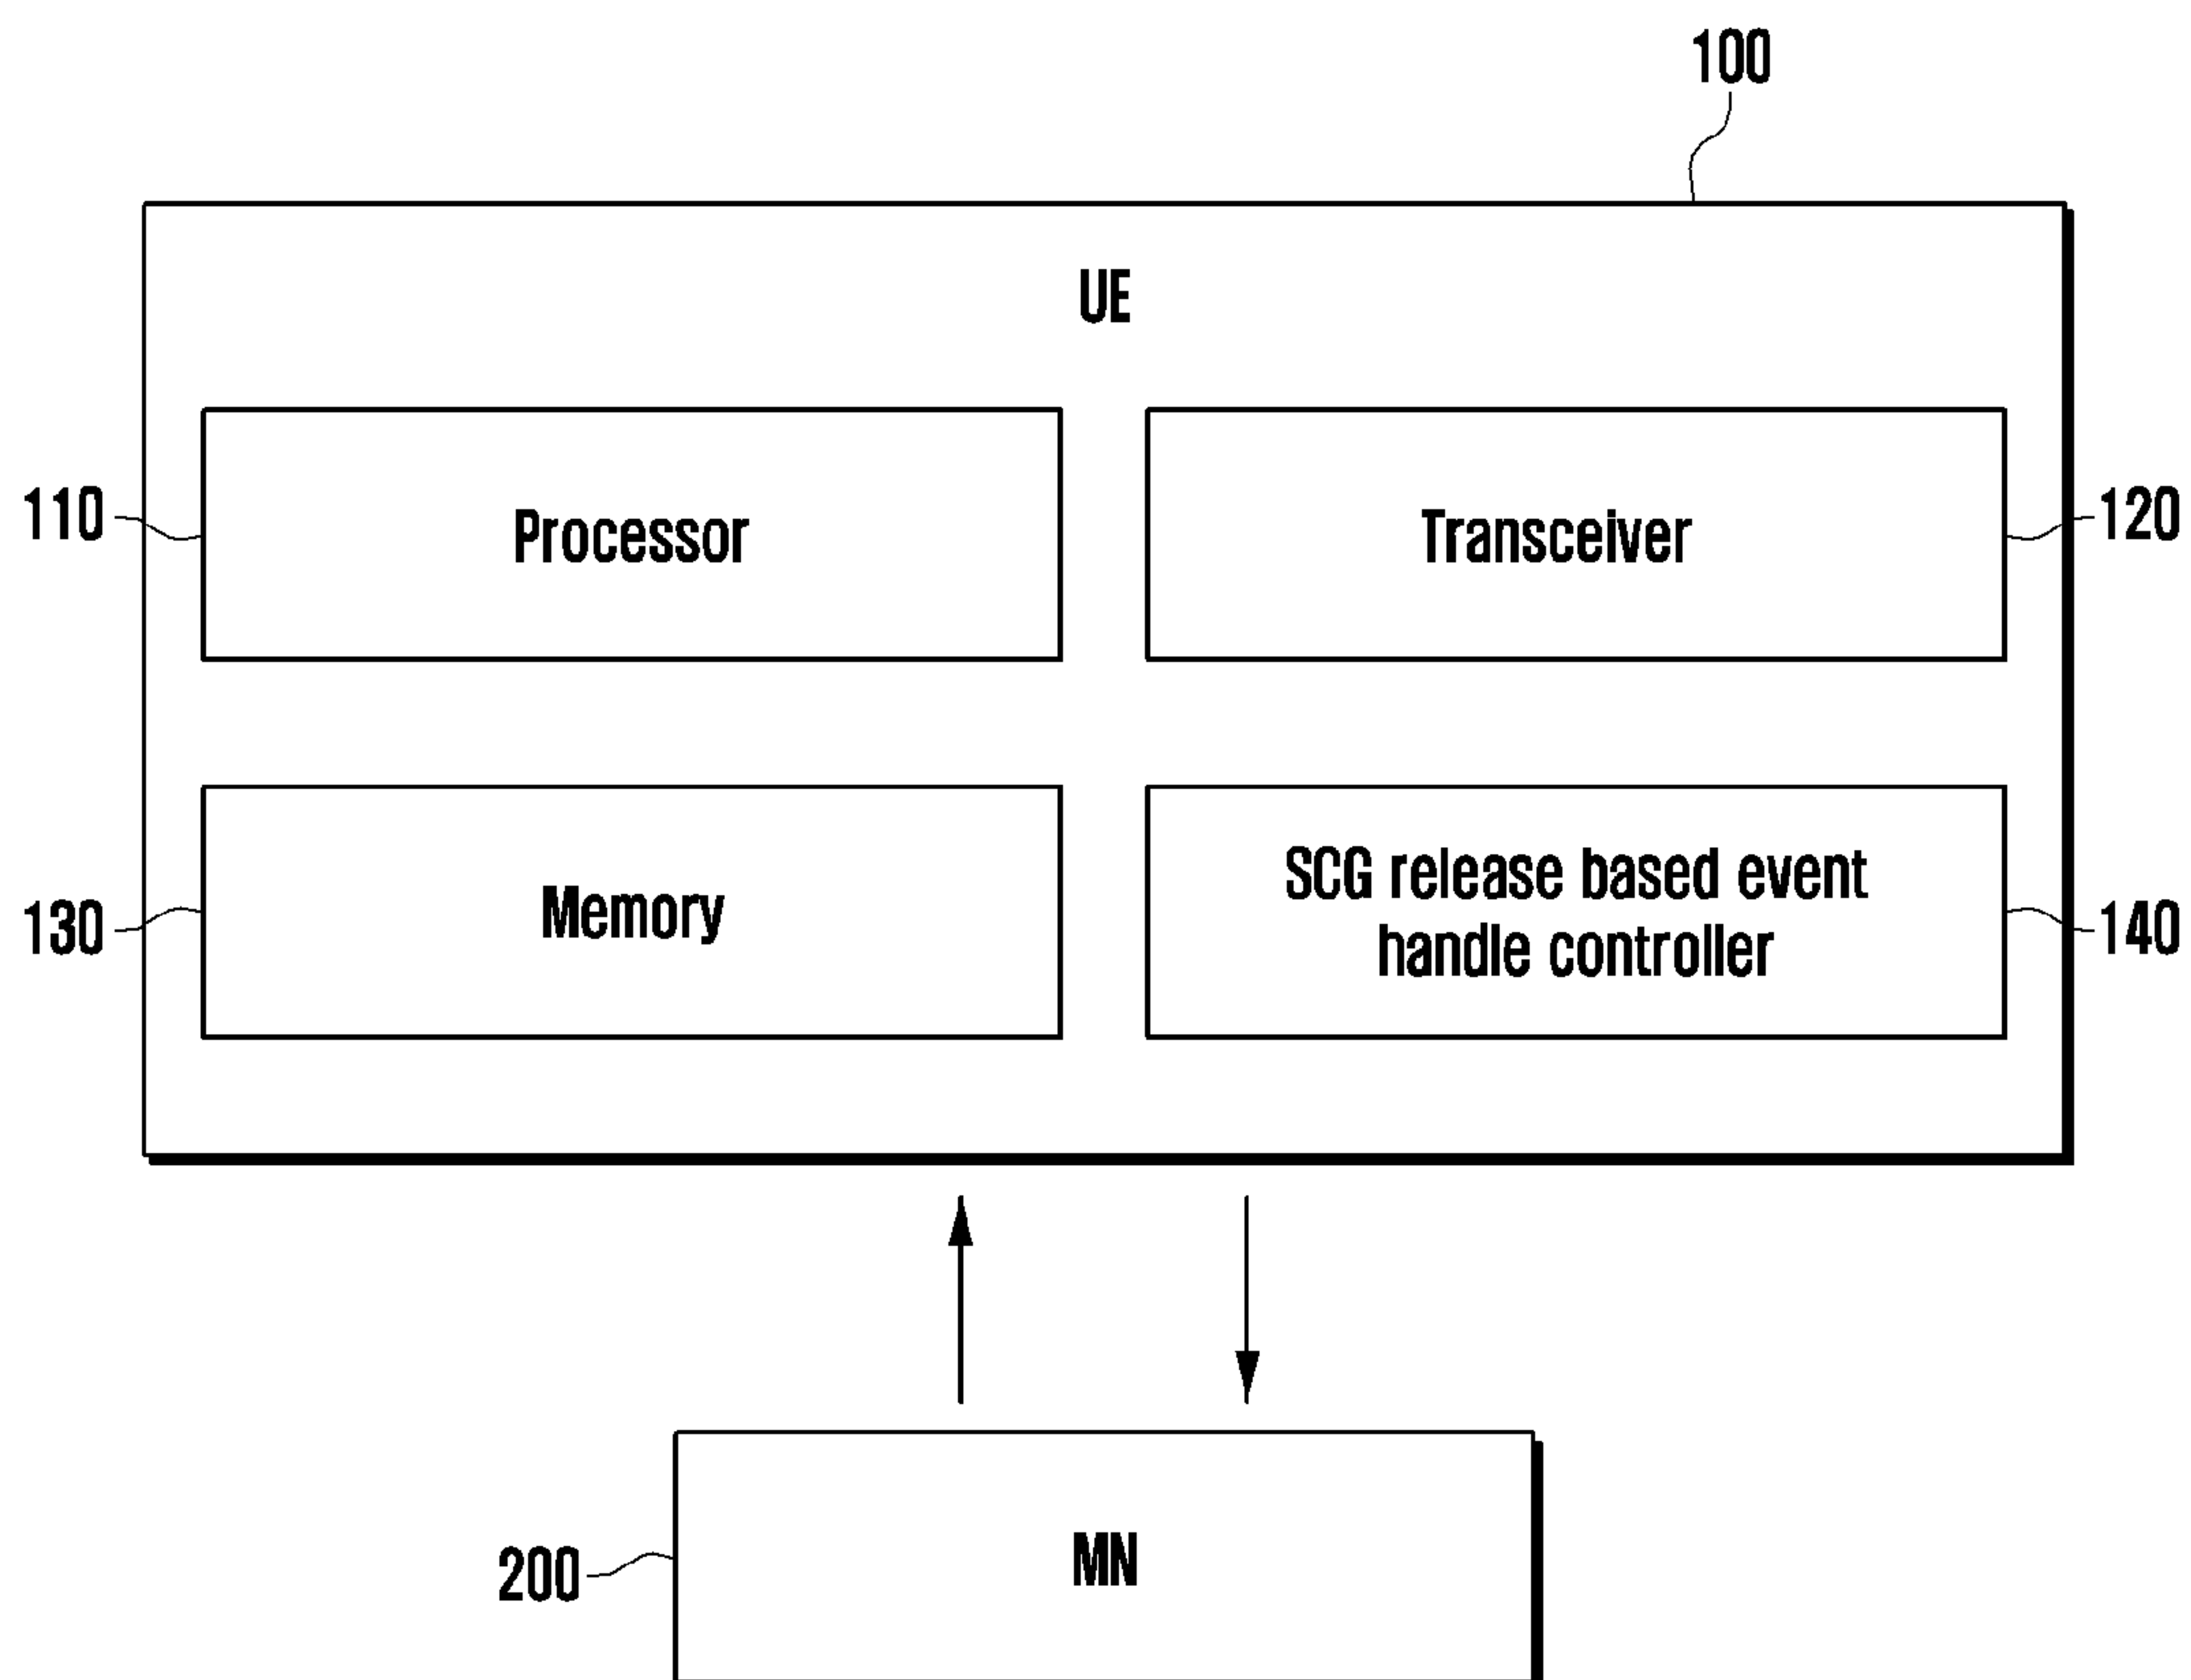 100
UE
110
Processor
Transceiver
120
130
Memory
SCG release based event
handle controller
140
200
MN